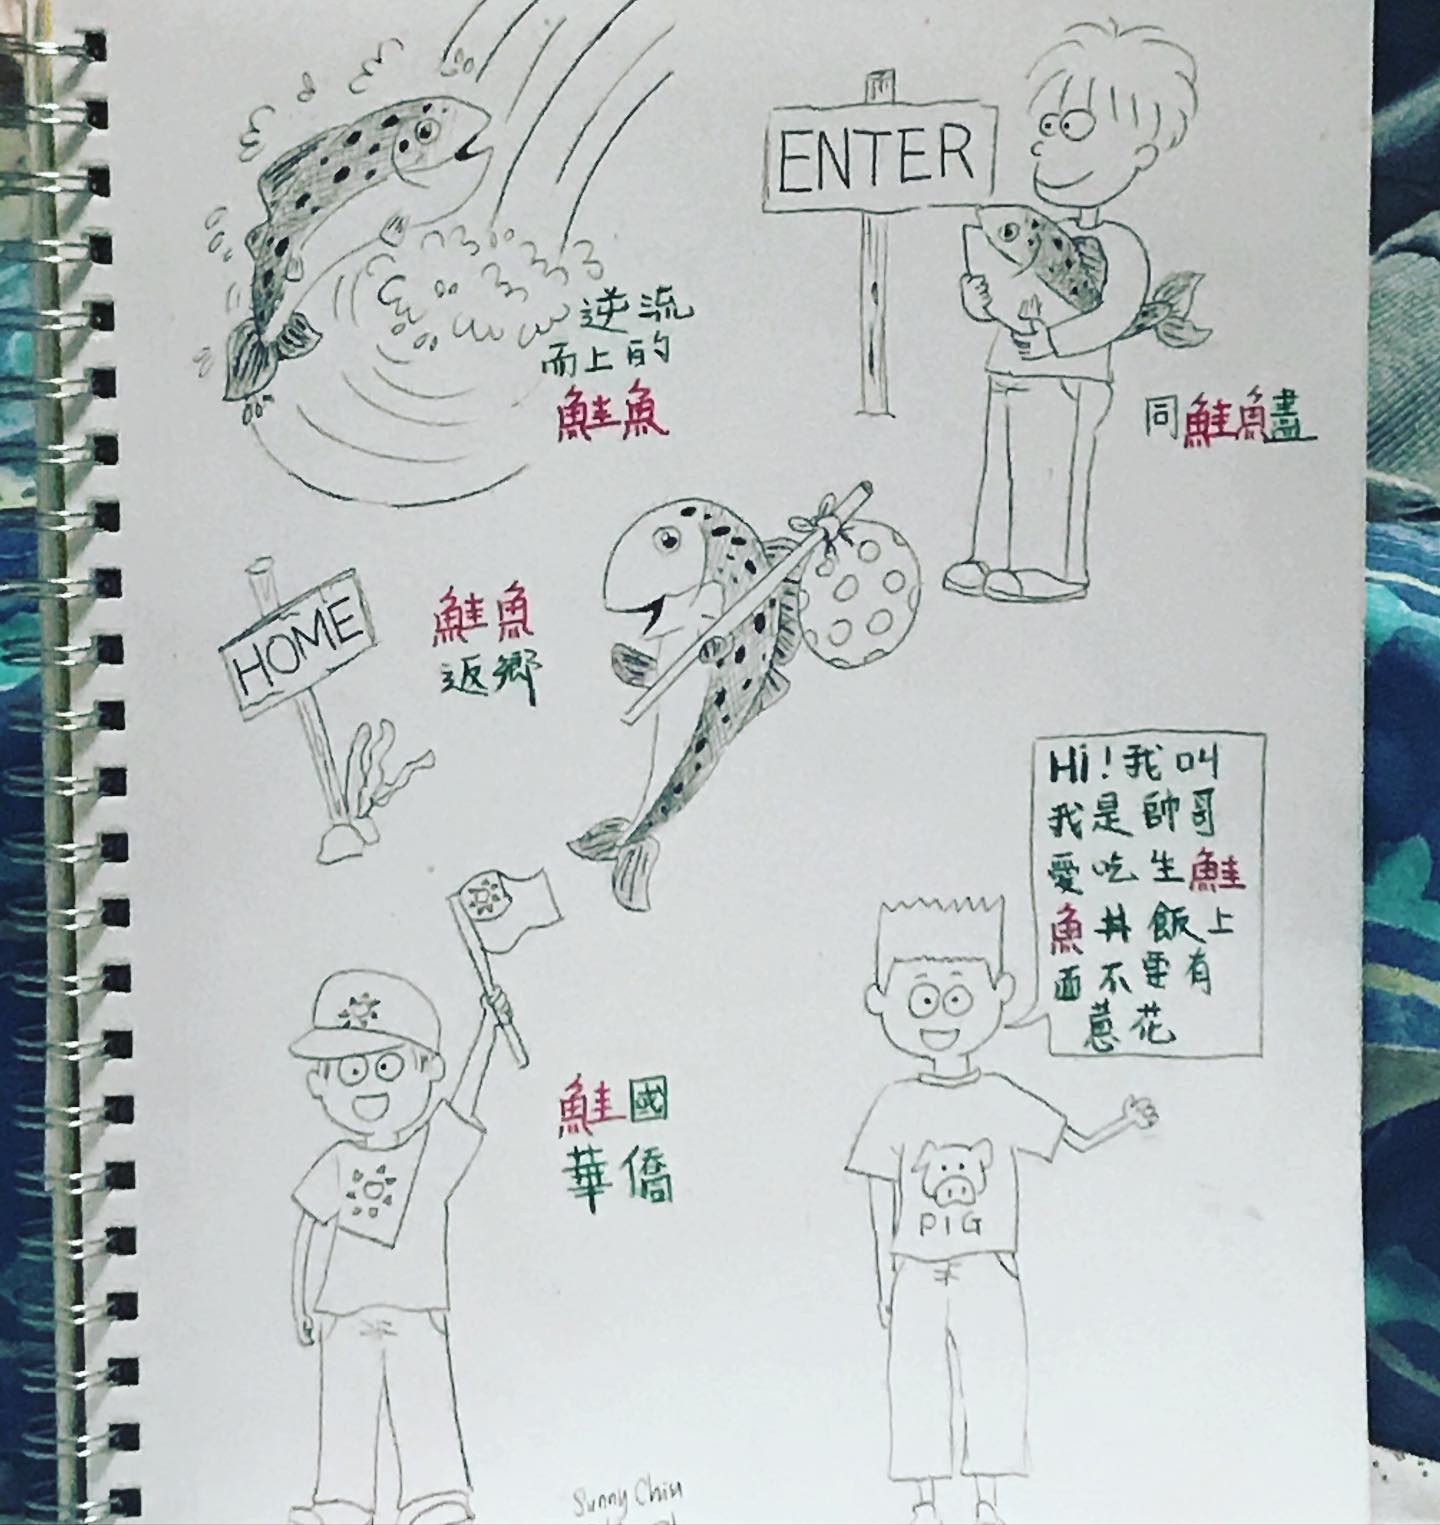 逆流
而上的
鮭魚
ENTER
同鮭魚盡
HOME
鮭魚
返鄉
Hi!我叫
我是帥哥
愛吃生鮭
魚丼飯上
面不要有
蔥花
鮭國
華僑
PIG
Sunny Chiu